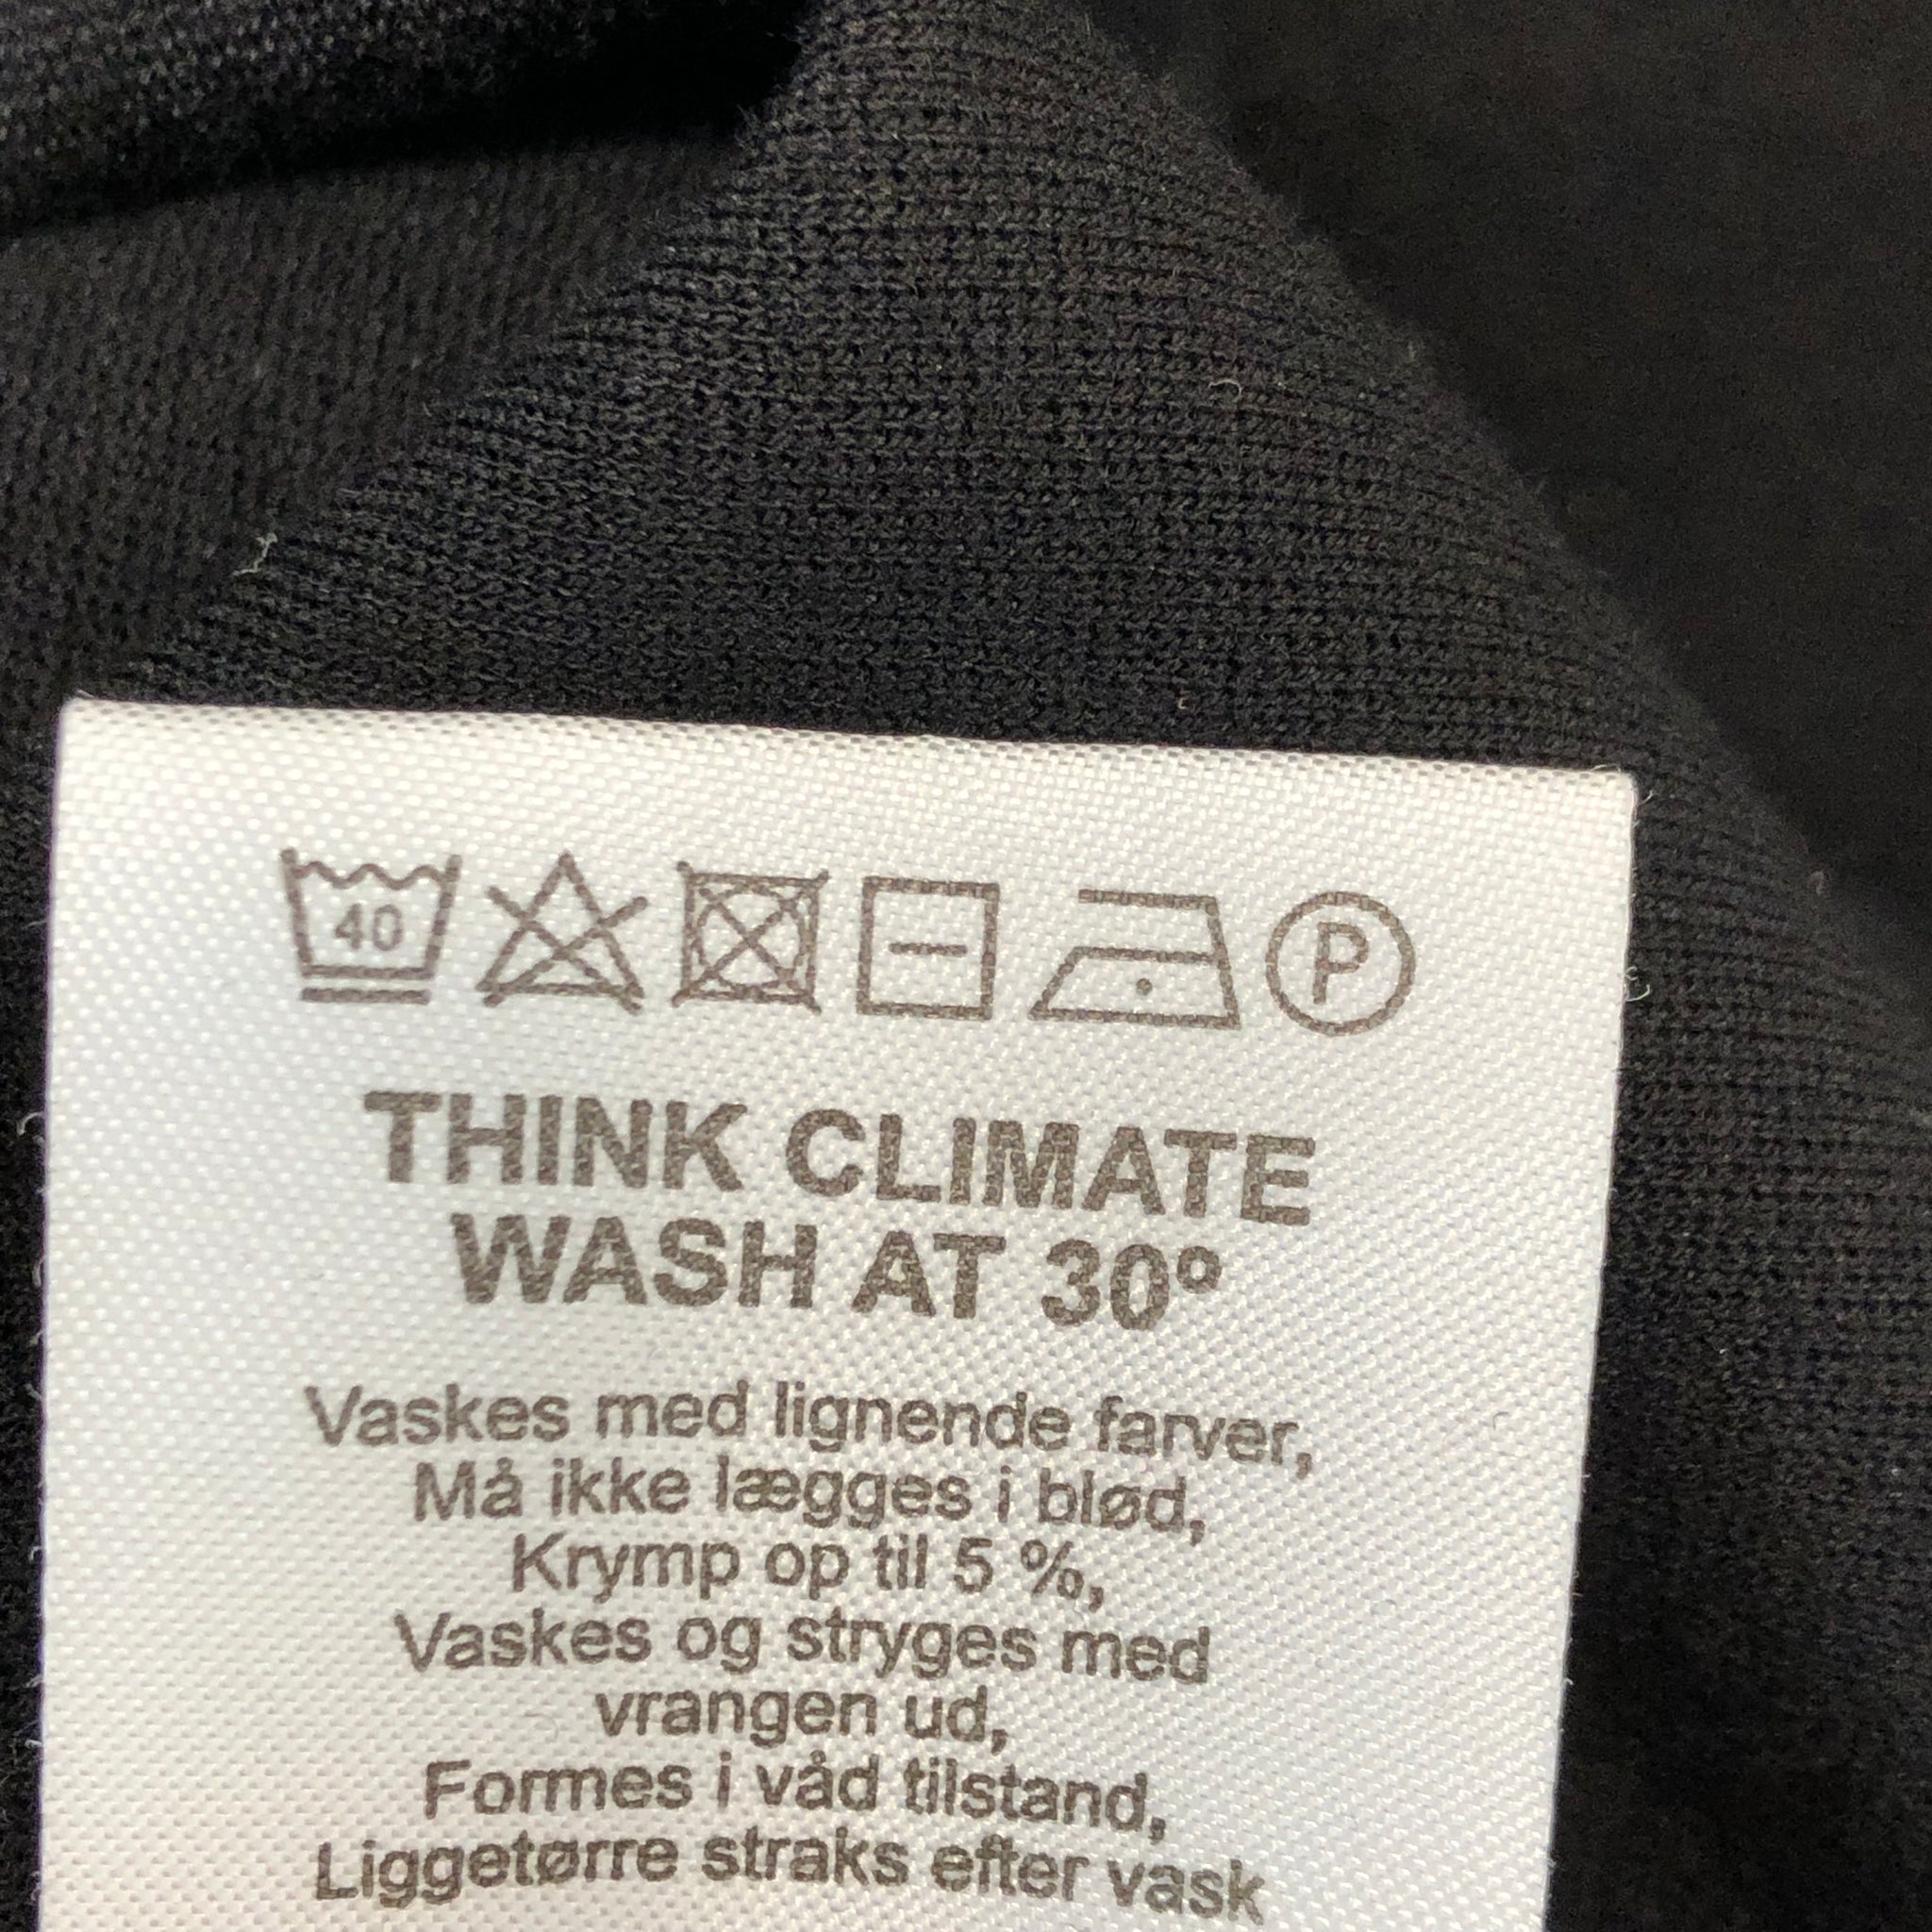 40
P
THINK CLIMATE
WASH AT 30º
Vaskes med lignende farver,
Må ikke lægges i blød,
Krymp op til 5 %,
Vaskes og stryges med
vrangen ud,
Formes i våd tilstand,
Liggetørre straks efter vask